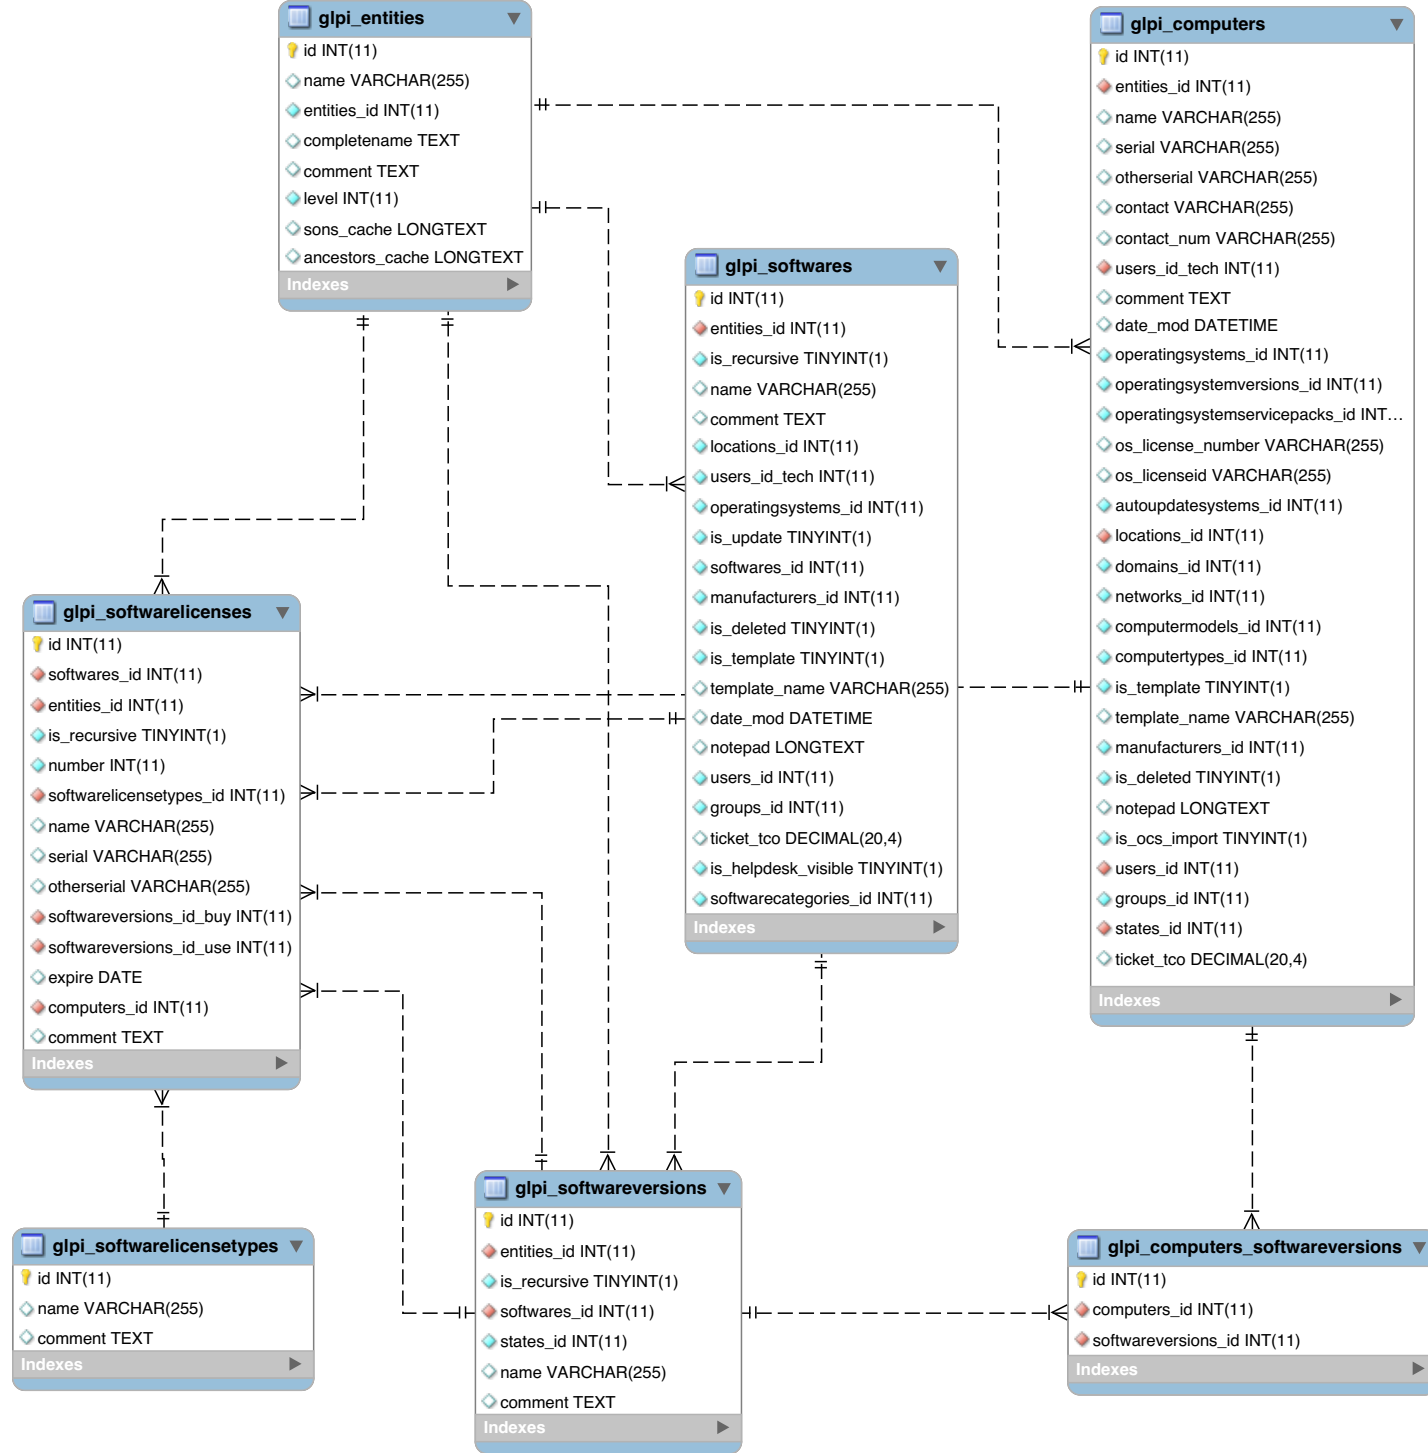 glpi_entities
id INT(11)
name VARCHAR(255)
entities_id INT(11)
completename TEXT
comment TEXT
level INT(11)
sons_cache LONGTEXT
ancestors_cache LONGTEXT
Indexes
glpi_computers
id INT(11)
entities_id INT(11)
name VARCHAR(255)
serial VARCHAR(255)
otherserial VARCHAR(255)
contact VARCHAR(255)
contact_num VARCHAR(255)
users_id_tech INT(11)
comment TEXT
date_mod DATETIME
operatingsystems_id INT(11)
operatingsystemversions_id INT(11)
operatingsystemservicepacks_id INT...
os_license_number VARCHAR(255)
os_licenseid VARCHAR(255)
autoupdatesystems_id INT(11)
locations_id INT(11)
domains_id INT(11)
networks_id INT(11)
computermodels_id INT(11)
computertypes_id INT(11)
is_template TINYINT(1)
template_name VARCHAR(255)
manufacturers_id INT(11)
is_deleted TINYINT(1)
notepad LONGTEXT
is_ocs_import TINYINT(1)
users_id INT(11)
groups_id INT(11)
states_id INT(11)
ticket_tco DECIMAL(20,4)
Indexes
glpi_softwares
id INT(11)
entities_id INT(11)
is_recursive TINYINT(1)
name VARCHAR(255)
comment TEXT
locations_id INT(11)
users_id_tech INT(11)
operatingsystems_id INT(11)
is_update TINYINT(1)
softwares_id INT(11)
manufacturers_id INT(11)
is_deleted TINYINT(1)
is_template TINYINT(1)
template_name VARCHAR(255)
date_mod DATETIME
notepad LONGTEXT
users_id INT(11)
groups_id INT(11)
ticket_tco DECIMAL(20,4)
is_helpdesk_visible TINYINT(1)
softwarecategories_id INT(11)
Indexes
glpi_softwarelicenses
id INT(11)
softwares_id INT(11)
entities_id INT(11)
is_recursive TINYINT(1)
number INT(11)
softwarelicensetypes_id INT(11)
name VARCHAR(255)
serial VARCHAR(255)
otherserial VARCHAR(255)
softwareversions_id_buy INT(11)
softwareversions_id_use INT(11)
expire DATE
computers_id INT(11)
comment TEXT
Indexes
glpi_softwarelicensetypes
id INT(11)
name VARCHAR(255)
comment TEXT
Indexes
glpi_softwareversions
id INT(11)
entities_id INT(11)
is_recursive TINYINT(1)
softwares_id INT(11)
states_id INT(11)
name VARCHAR(255)
comment TEXT
Indexes
glpi_computers_softwareversions
id INT(11)
computers_id INT(11)
softwareversions_id INT(11)
Indexes